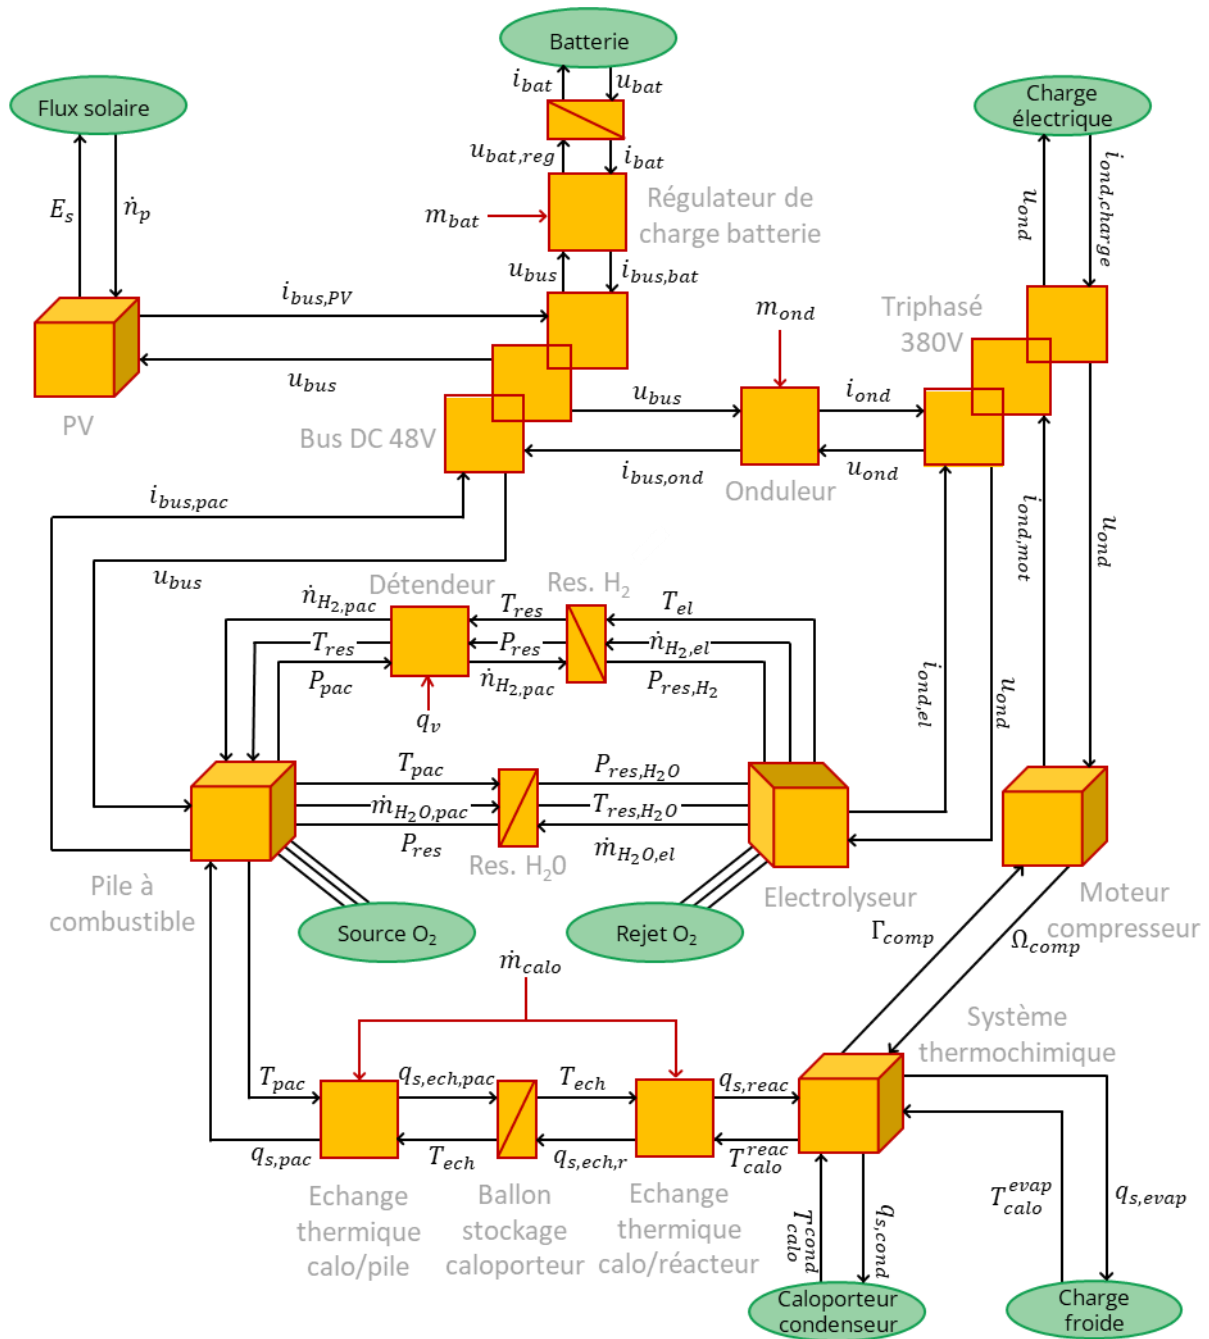 Batterie
i_bat
u_bat
Flux solaire
Charge
électrique
u_bat,reg
i_bat
E_s
ṅ_p
m_bat
Régulateur de
charge batterie
u_ond
i_ond,charge
u_bus
i_bus,bat
i_bus,PV
m_ond
Triphasé
380V
u_bus
PV
Bus DC 48V
u_bus
i_ond
i_bus,ond
u_ond
Onduleur
i_bus,pac
i_ond,mot
u_ond
u_bus
Détendeur
Res. H₂
ṅ_H₂,pac
T_res
T_el
T_res
P_res
ṅ_H₂,el
P_pac
ṅ_H₂,pac
P_res,H₂
q_v
i_ond,el
u_ond
T_pac
P_res,H₂O
ṁ_H₂O,pac
T_res,H₂O
P_res
ṁ_H₂O,el
Res. H₂0
Pile à
combustible
Electrolyseur
Moteur
compresseur
Source O₂
Rejet O₂
Γ_comp
Ω_comp
ṁ_calo
Système
thermochimique
T_pac
q_s,ech,pac
T_ech
q_s,reac
q_s,pac
T_ech
q_s,ech,r
T_calo^reac
Echange
thermique
calo/pile
Ballon
stockage
caloporteur
Echange
thermique
calo/réacteur
T_calo^cond
q_s,cond
T_calo^evap
q_s,evap
Caloporteur
condenseur
Charge
froide